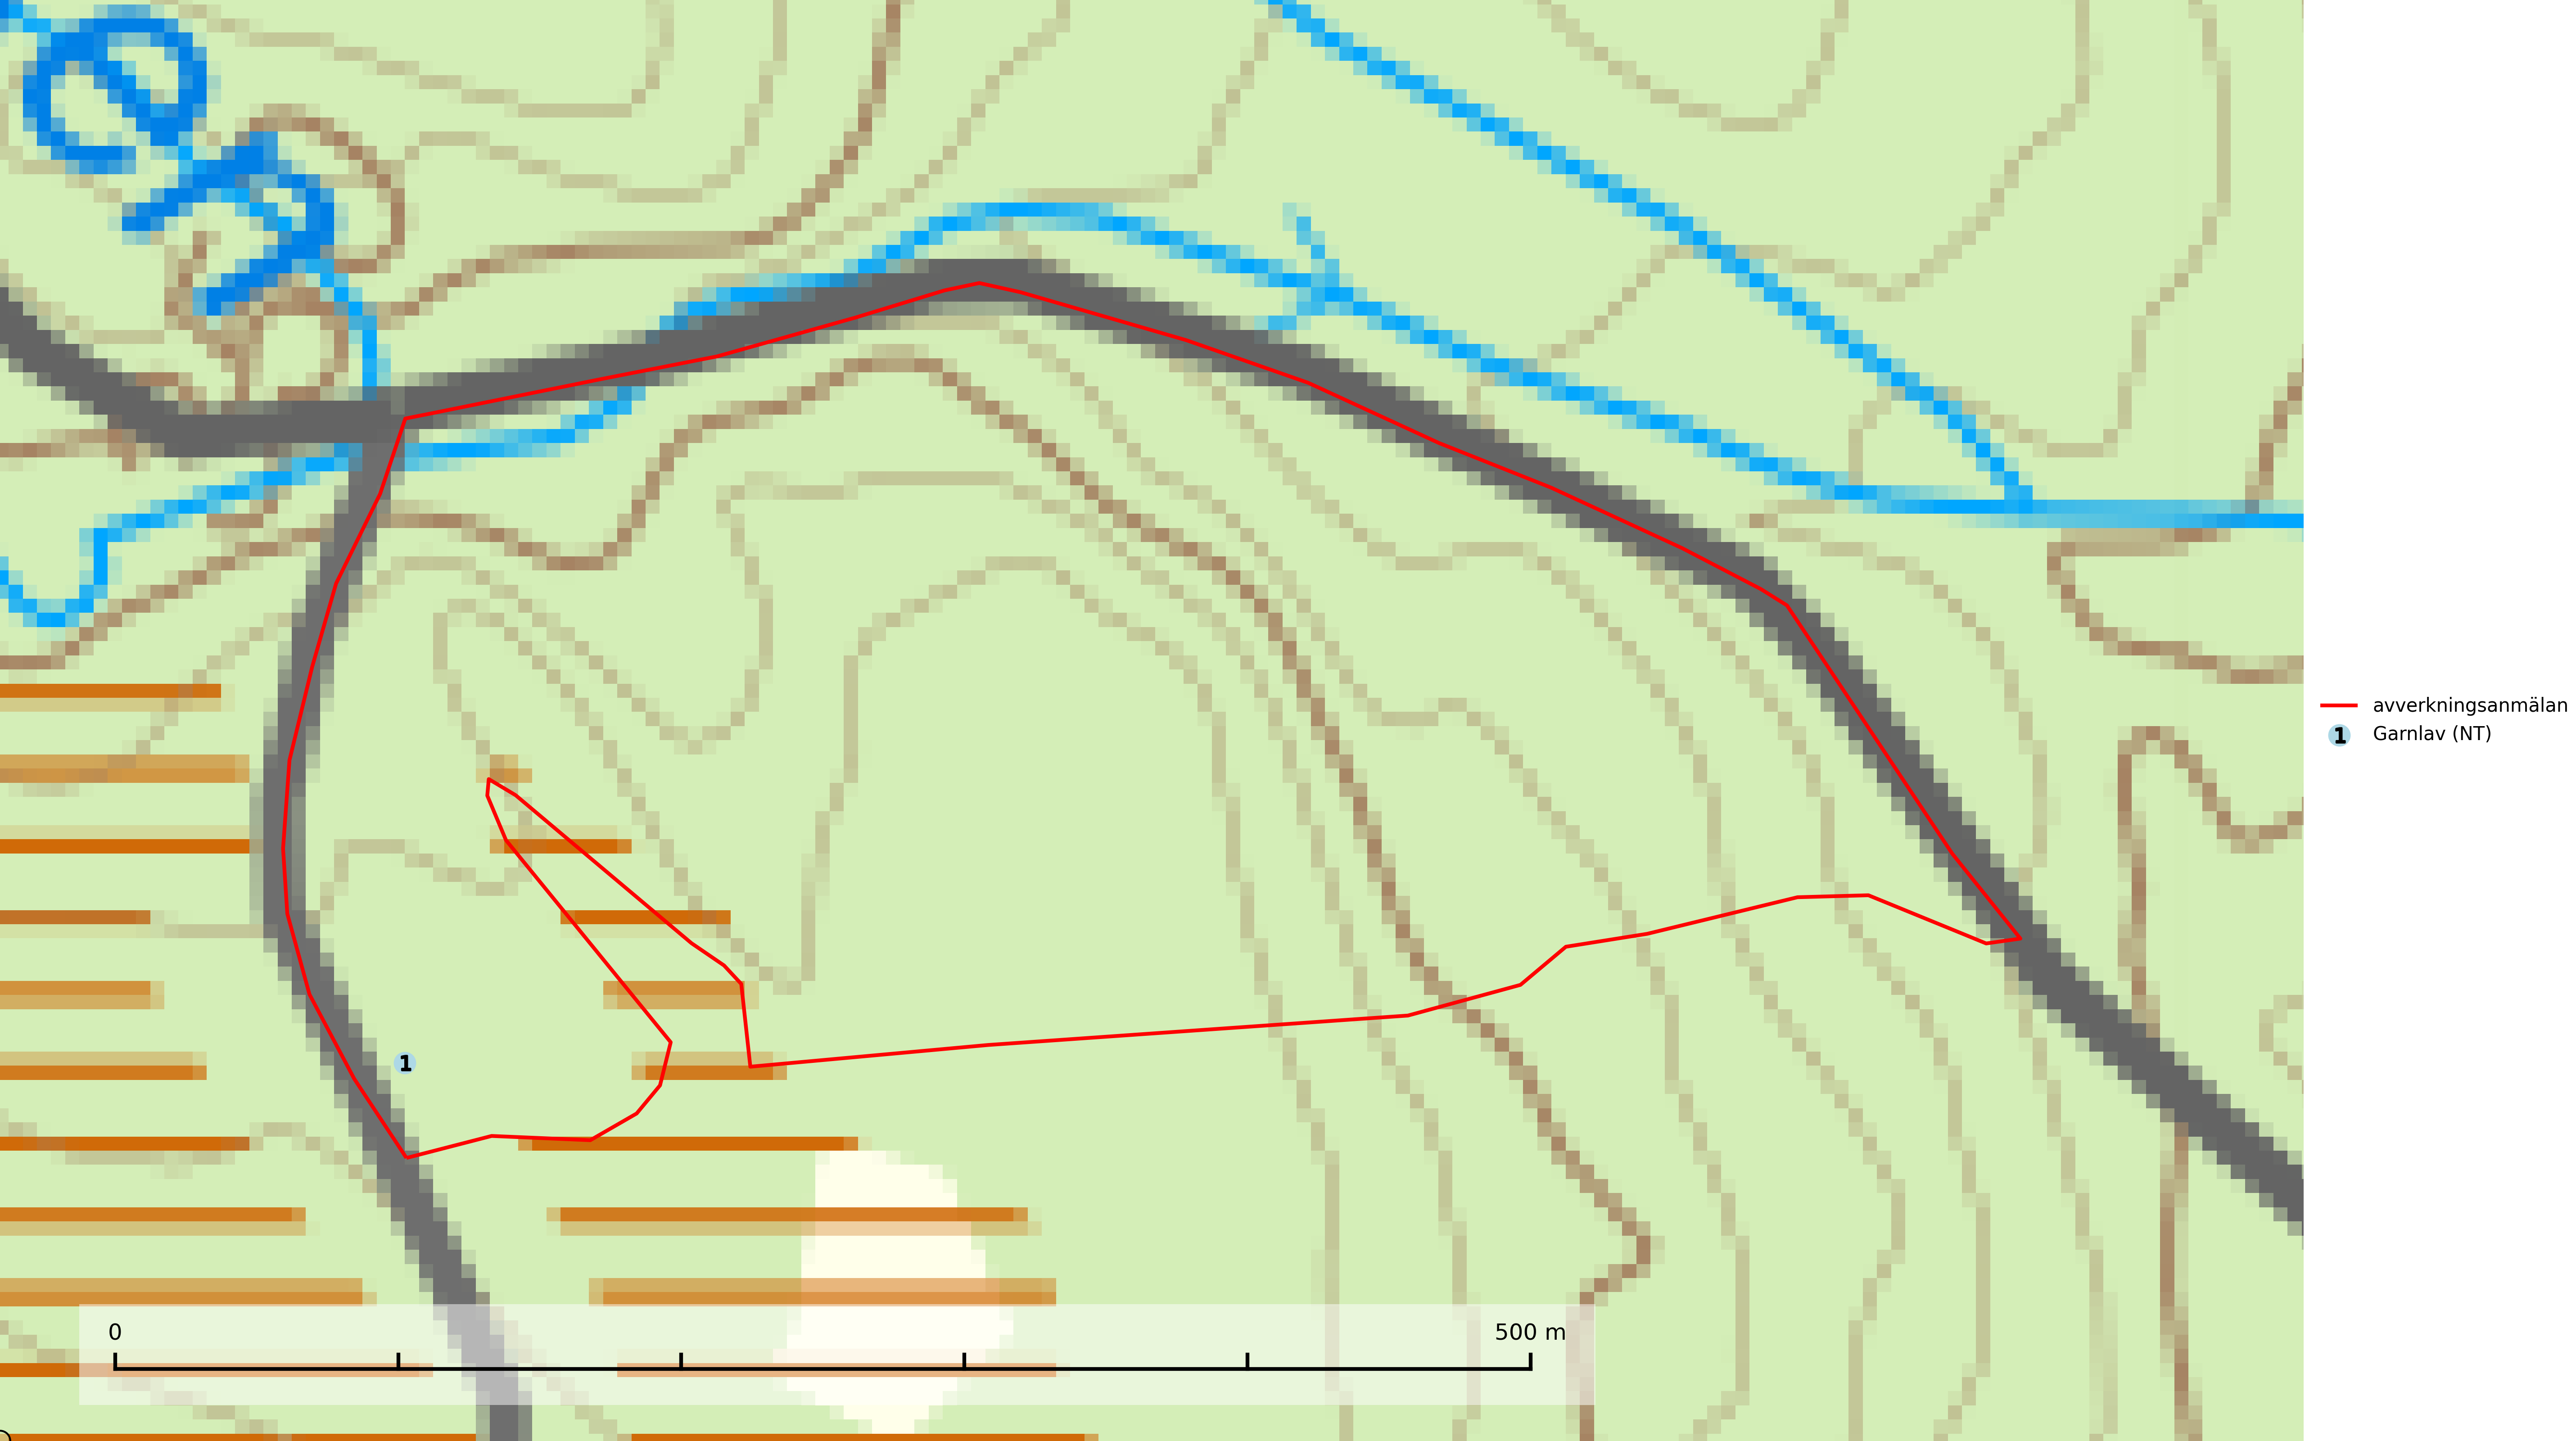 avverkningsanmälan
1 Garnlav (NT)
1
0 500 m